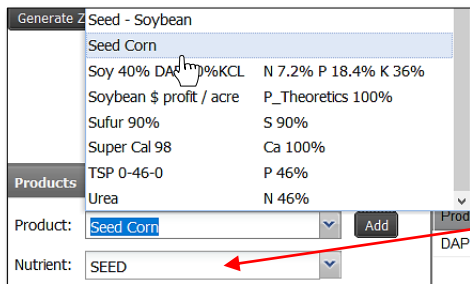 Generate Z
Seed - Soybean
Seed Corn
Soy 40% DAP 0%KCL N 7.2% P 18.4% K 36%
Soybean $ profit / acre P_Theoretics 100%
Sufur 90% S 90%
Super Cal 98 Ca 100%
TSP 0-46-0 P 46%
Urea N 46%
Products
Product: Seed Corn Add Prod
Nutrient: SEED DAP